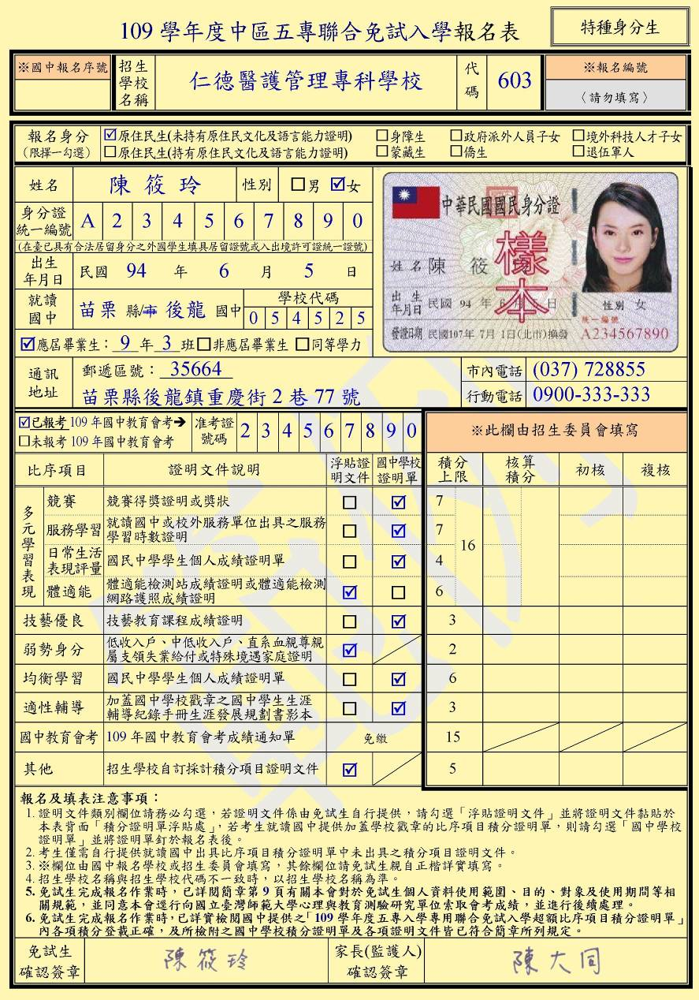 109 學年度中區五專聯合免試入學報名表
特種身分生
※國中報名序號
招生學校名稱
仁德醫護管理專科學校
代碼
603
※報名編號
〈請勿填寫〉
報名身分
(限擇一勾選)
☑原住民生(未持有原住民文化及語言能力證明) □身障生 □政府派外人員子女 □境外科技人才子女
□原住民生(持有原住民文化及語言能力證明) □蒙藏生 □僑生 □退伍軍人
姓名 陳筱玲 性別 □男 ☑女
身分證統一編號 A 2 3 4 5 6 7 8 9 0
(在臺已具有合法居留身分之外國學生填具居留證號或入出境許可證統一證號)
出生年月日 民國 94 年 6 月 5 日
就讀國中 苗栗 縣/市 後龍 國中
學校代碼
0 5 4 5 2 5
☑應屆畢業生：9 年 3 班 □非應屆畢業生 □同等學力
中華民國國民身分證
樣本
姓名 陳 筱
出生年月日 民國 94 年 6 月 5 日
性別 女
發證日期 民國107年 7月 1日(北市)換發
統一編號
A234567890
通訊地址
郵遞區號：35664
苗栗縣後龍鎮重慶街 2 巷 77 號
市內電話 (037) 728855
行動電話 0900-333-333
☑已報考 109 年國中教育會考➔
□未報考 109 年國中教育會考
准考證號碼 2 3 4 5 6 7 8 9 0
※此欄由招生委員會填寫
比序項目 證明文件說明 浮貼證明文件 國中學校證明單 積分上限 核算積分 初核 複核
多元學習表現
競賽 競賽得獎證明或獎狀 □ ☑ 7
服務學習 就讀國中或校外服務單位出具之服務學習時數證明 □ ☑ 7
16
日常生活表現評量 國民中學學生個人成績證明單 □ ☑ 4
體適能 體適能檢測站成績證明或體適能檢測網路護照成績證明 ☑ □ 6
技藝優良 技藝教育課程成績證明 □ ☑ 3
弱勢身分 低收入戶、中低收入戶、直系血親尊親屬支領失業給付或特殊境遇家庭證明 ☑ 2
均衡學習 國民中學學生個人成績證明單 □ ☑ 6
適性輔導 加蓋國中學校戳章之國中學生生涯輔導紀錄手冊生涯發展規劃書影本 □ ☑ 3
國中教育會考 109 年國中教育會考成績通知單 免繳 15
其他 招生學校自訂採計積分項目證明文件 ☑ 5
報名及填表注意事項：
1. 證明文件類別欄位請務必勾選，若證明文件係由免試生自行提供，請勾選「浮貼證明文件」並將證明文件黏貼於
本表背面「積分證明單浮貼處」，若考生就讀國中提供加蓋學校戳章的比序項目積分證明單，則請勾選「國中學校
證明單」並將證明單釘於報名表後。
2. 考生僅需自行提供就讀國中出具比序項目積分證明單中未出具之積分項目證明文件。
3. ※欄位由國中報名學校或招生委員會填寫，其餘欄位請免試生親自正楷詳實填寫。
4. 招生學校名稱與招生學校代碼不一致時，以招生學校名稱為準。
5. 免試生完成報名作業時，已詳閱簡章第 9 頁有關本會對於免試生個人資料使用範圍、目的、對象及使用期間等相
關規範，並同意本會逕行向國立臺灣師範大學心理與教育測驗研究單位索取會考成績，並進行後續處理。
6. 免試生完成報名作業時，已詳實檢閱國中提供之「109 學年度五專入學專用聯合免試入學超額比序項目積分證明單」
內各項積分登載正確，及所檢附之國中學校積分證明單及各項證明文件皆已符合簡章所列規定。
免試生確認簽章 陳筱玲
家長(監護人)確認簽章 陳大同